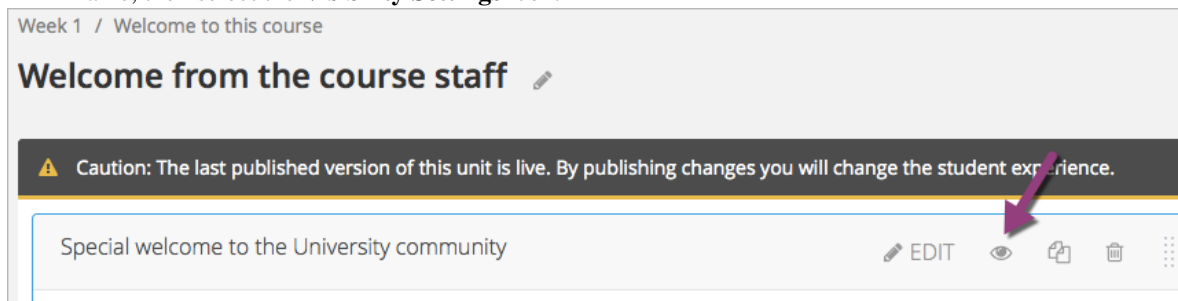 Week 1 / Welcome to this course
Welcome from the course staff
Caution: The last published version of this unit is live. By publishing changes you will change the student experience.
Special welcome to the University community
EDIT